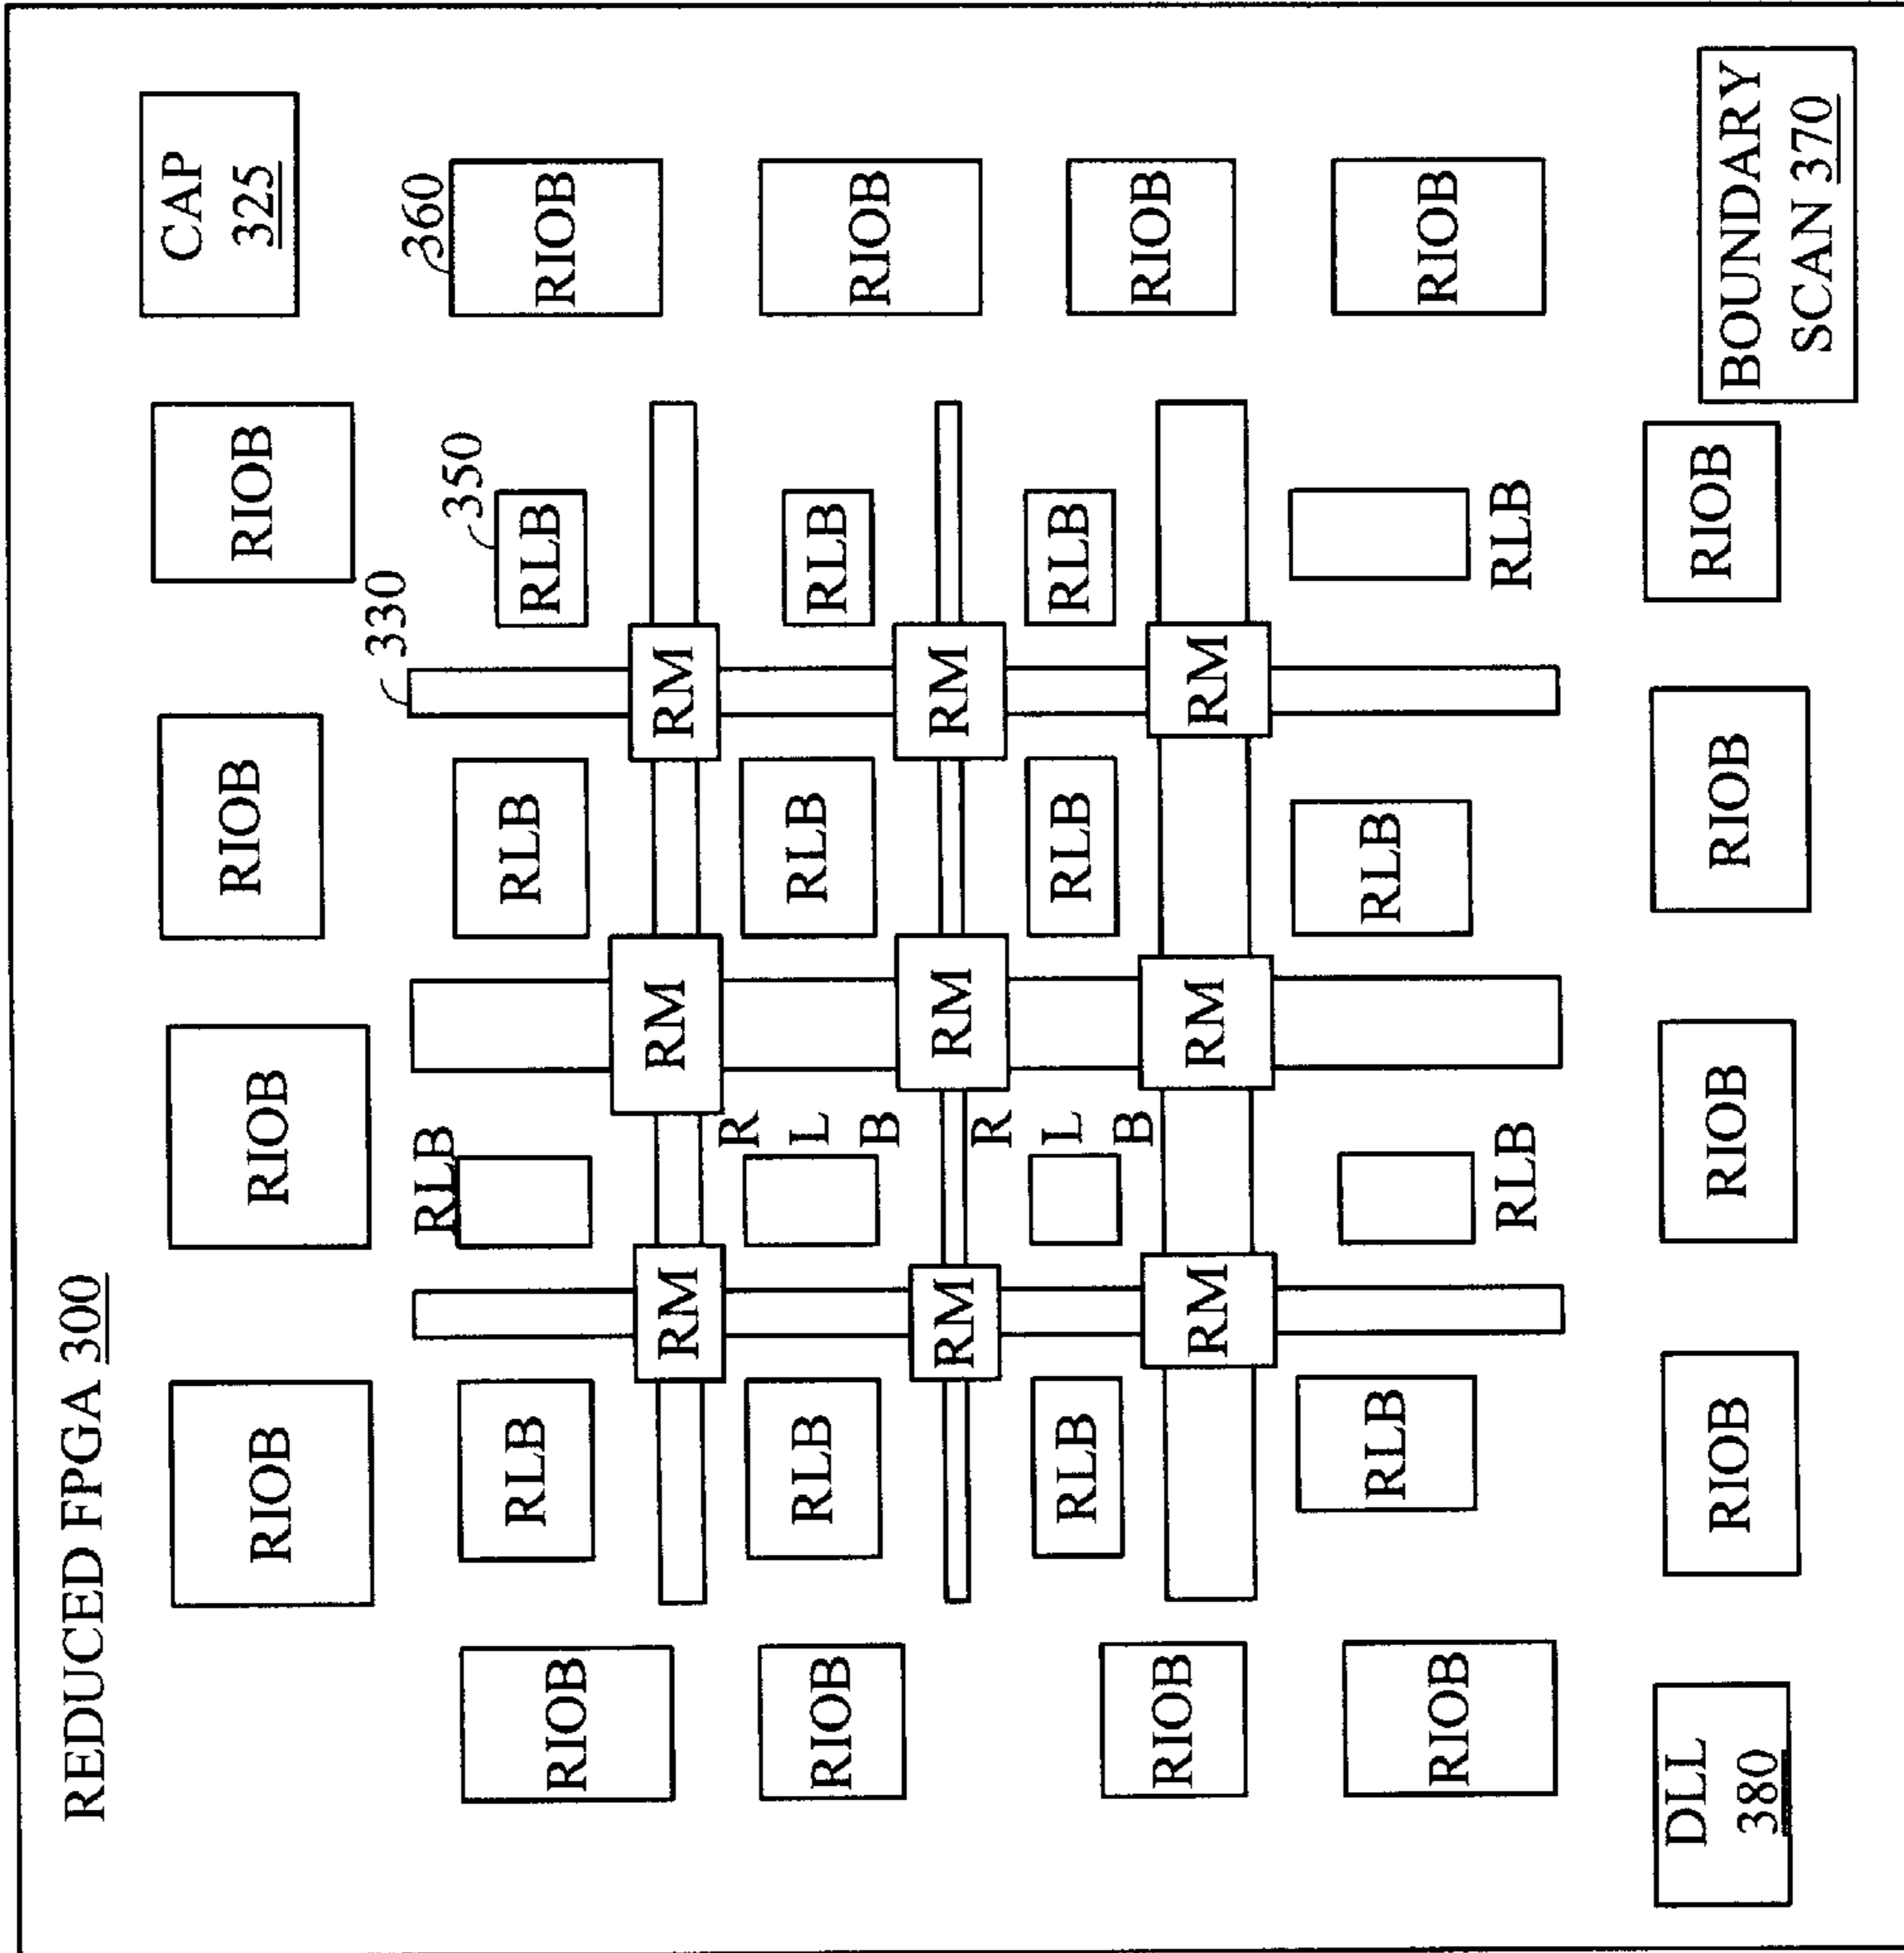 REDUCED FPGA 300
RIOB
RIOB
RIOB
RIOB
CAP
325
330
360
350
RIOB
RLB
RLB
RLB
RLB
RIOB
RM
RM
RM
RIOB
RLB
R
L
B
RLB
RLB
RIOB
RM
RM
RM
RIOB
RLB
R
L
B
RLB
RLB
RIOB
RM
RM
RM
RIOB
RLB
RLB
RLB
RLB
RIOB
DLL
380
RIOB
RIOB
RIOB
RIOB
BOUNDARY
SCAN 370